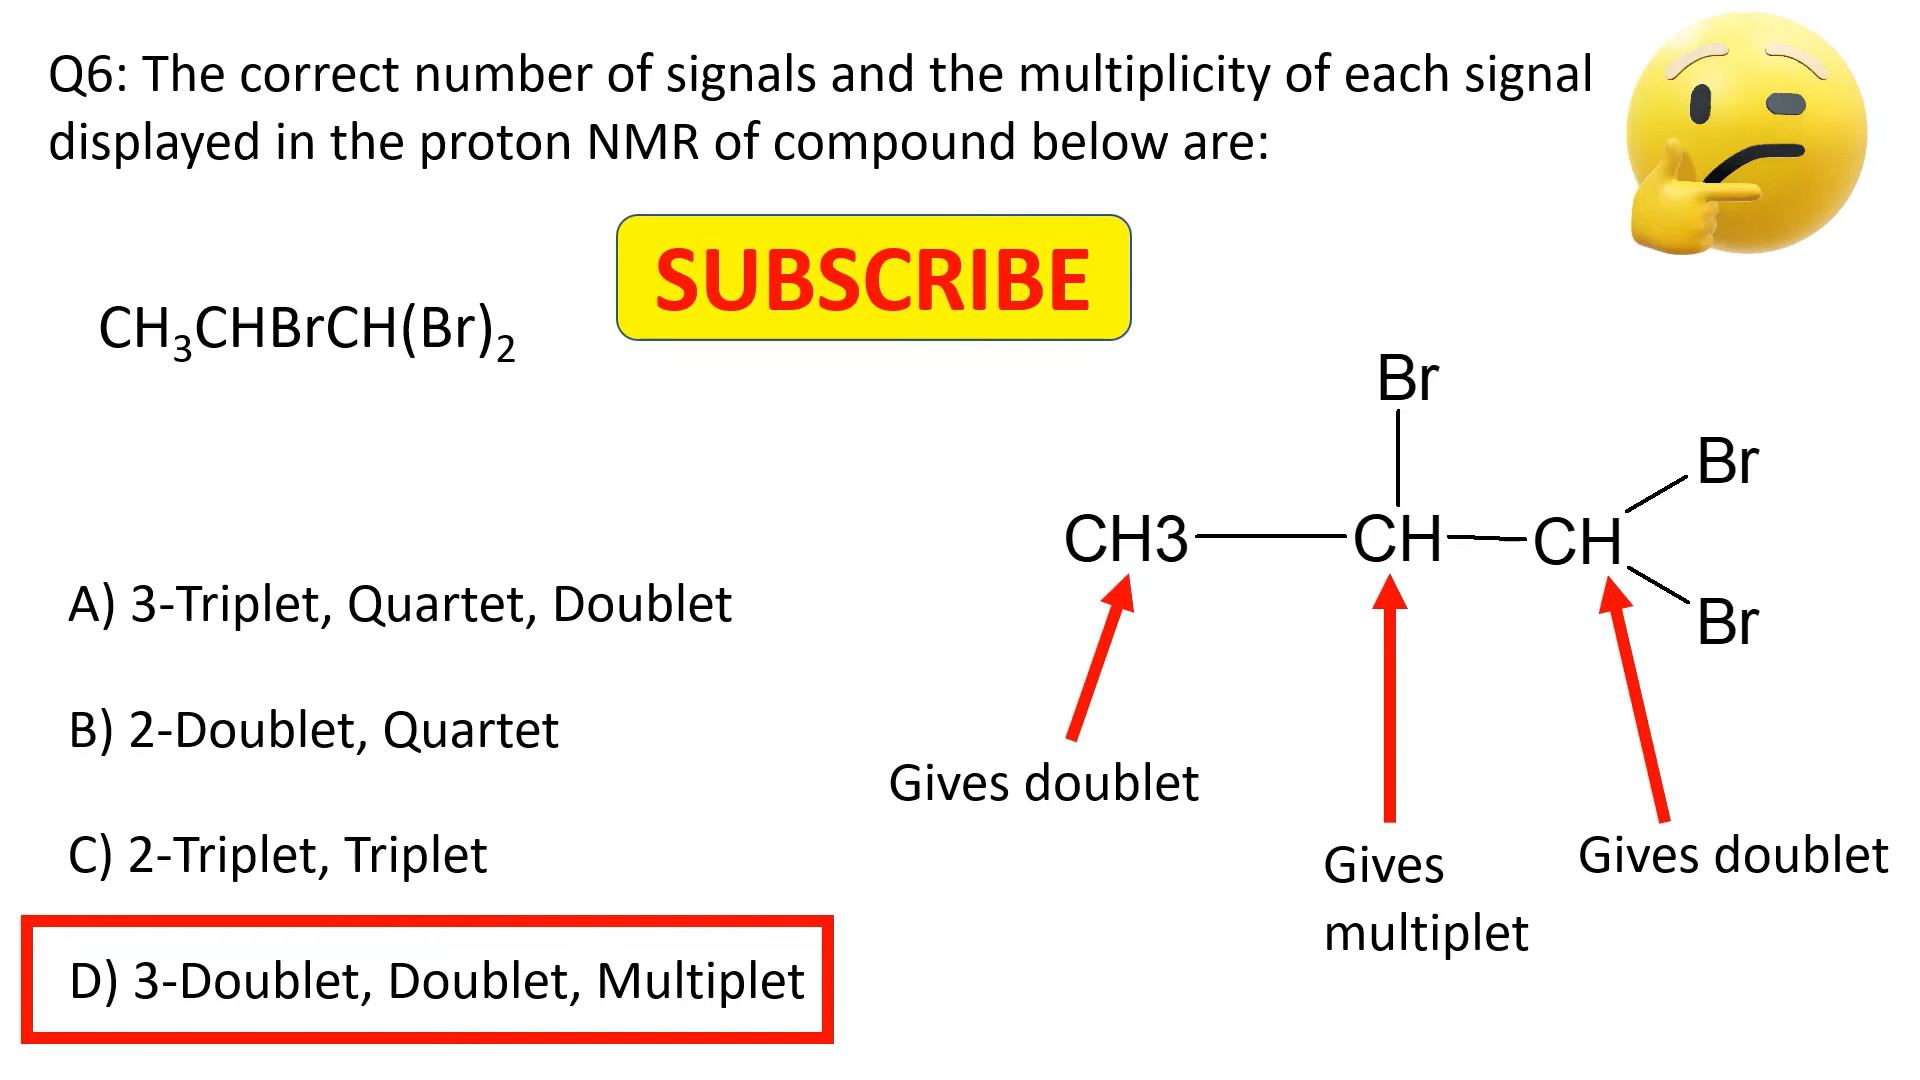 Q6: The correct number of signals and the multiplicity of each signal
displayed in the proton NMR of compound below are:
SUBSCRIBE
CH₃CHBrCH(Br)₂
Br
Br
CH3
CH
CH
Br
A) 3-Triplet, Quartet, Doublet
B) 2-Doublet, Quartet
C) 2-Triplet, Triplet
D) 3-Doublet, Doublet, Multiplet
Gives doublet
Gives
multiplet
Gives doublet